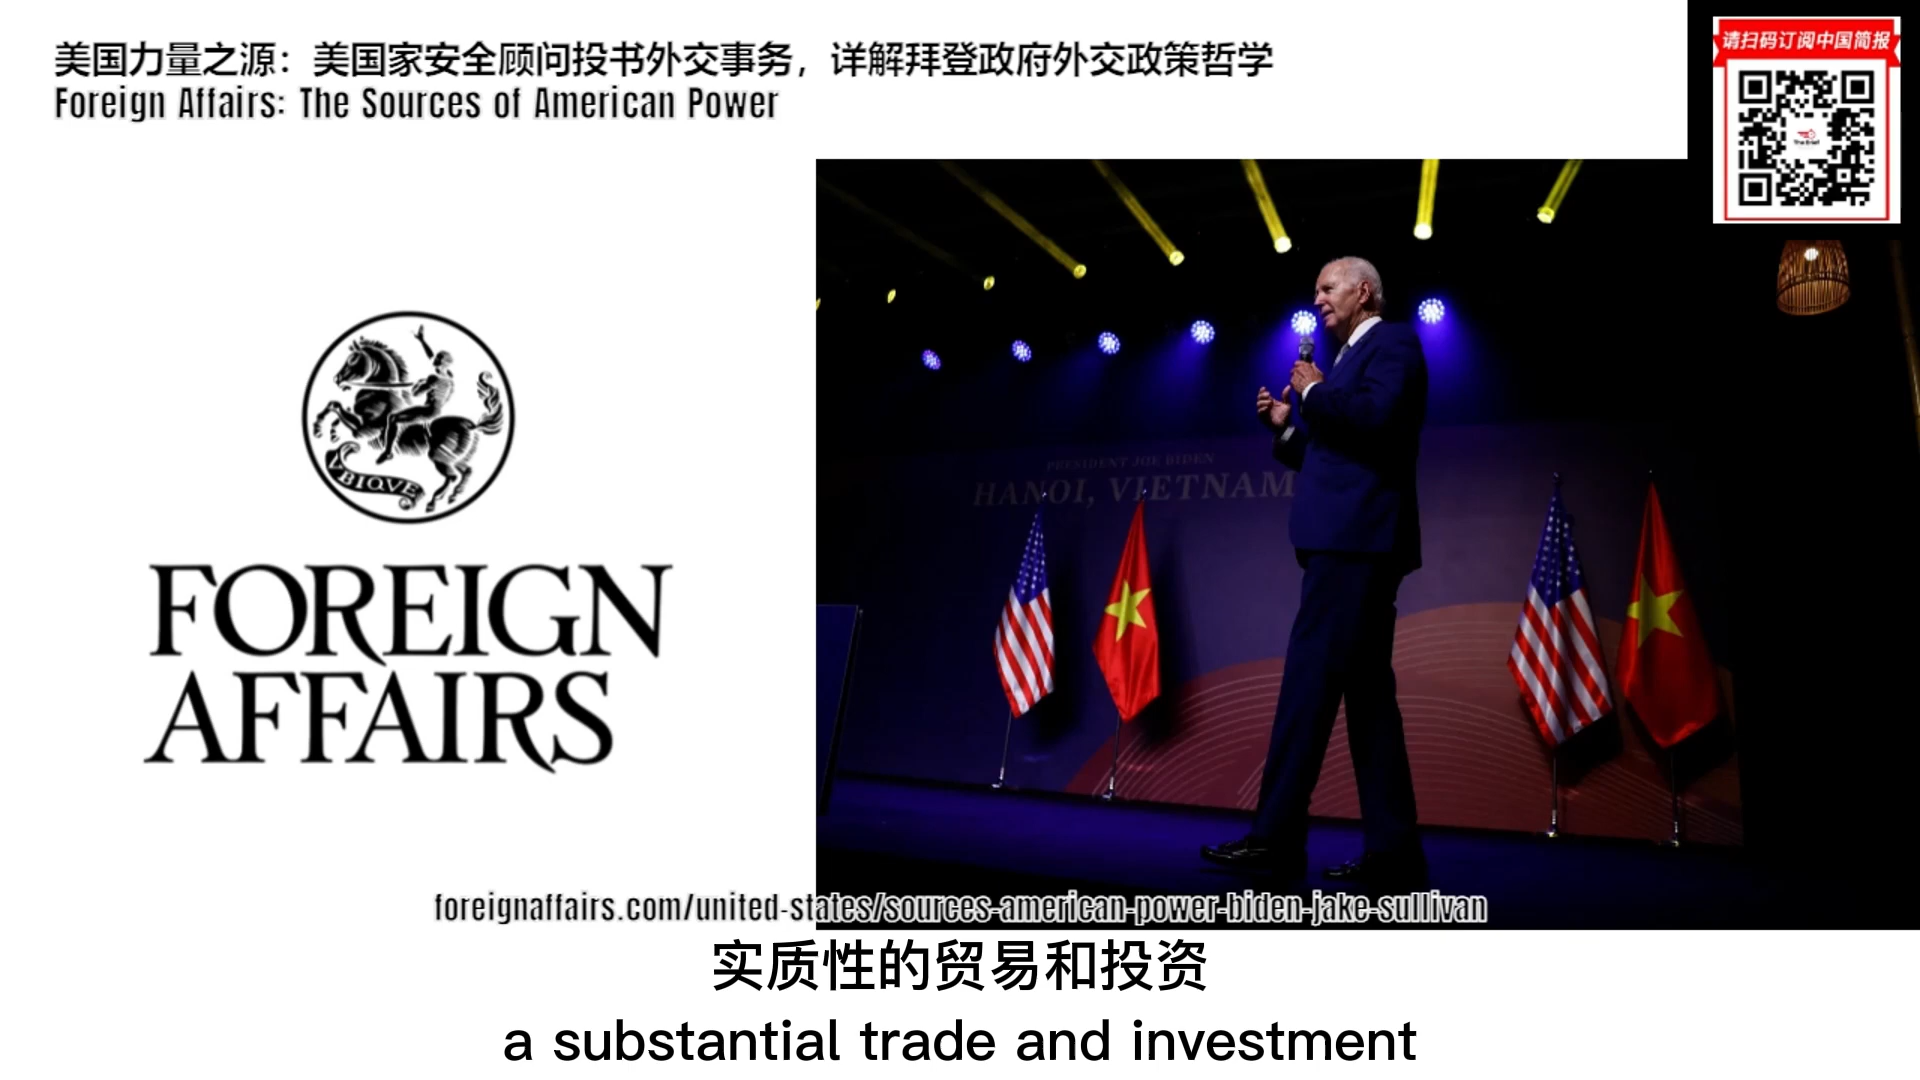 美国力量之源：美国家安全顾问投书外交事务，详解拜登政府外交政策哲学
Foreign Affairs: The Sources of American Power
请扫码订阅中国简报
VBIQVE
FOREIGN
AFFAIRS
PRESIDENT JOE BIDEN
HANOI, VIETNAM
foreignaffairs.com/united-states/sources-american-power-biden-jake-sullivan
实质性的贸易和投资
a substantial trade and investment